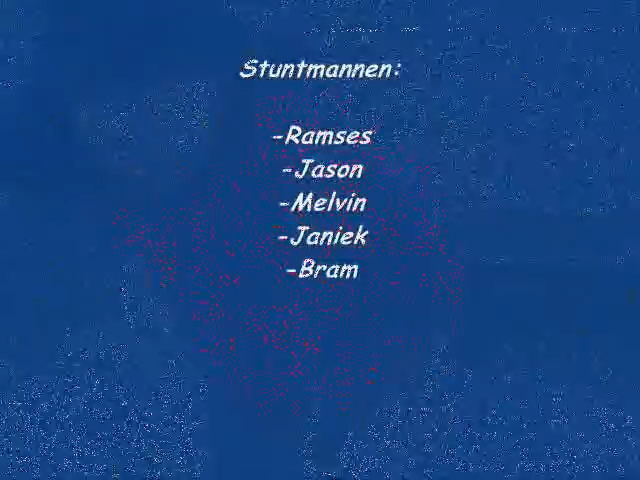 Stuntmannen:
-Ramses
-Jason
-Melvin
-Janiek
-Bram